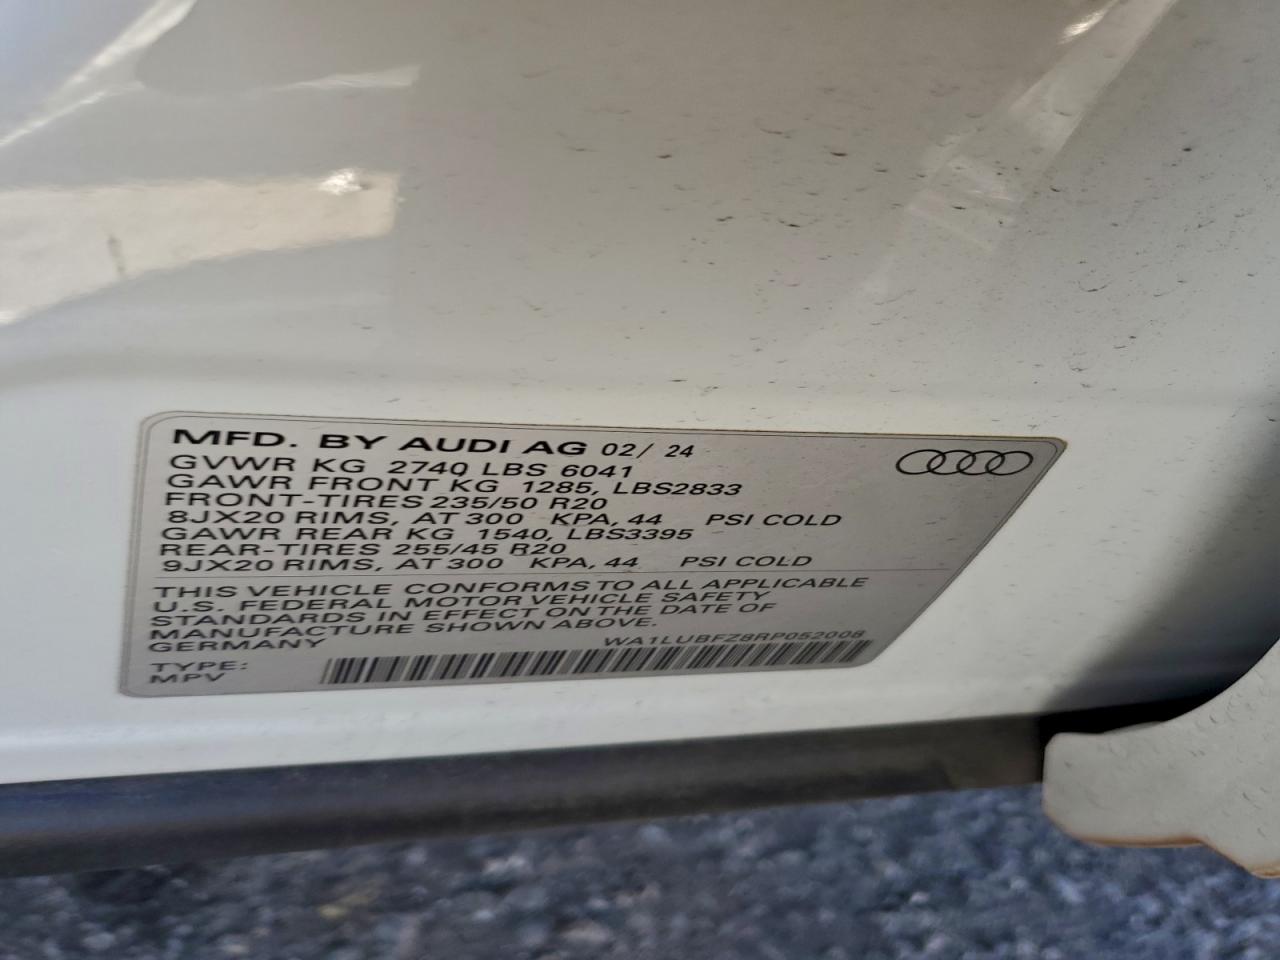 MFD. BY AUDI AG 02/ 24
GVWR KG 2740 LBS 6041
GAWR FRONT KG 1285, LBS2833
FRONT-TIRES 235/50 R20
8JX20 RIMS, AT 300 KPA, 44 PSI COLD
GAWR REAR KG 1540, LBS3395
REAR-TIRES 255/45 R20
9JX20 RIMS, AT 300 KPA, 44 PSI COLD
THIS VEHICLE CONFORMS TO ALL APPLICABLE
U.S. FEDERAL MOTOR VEHICLE SAFETY
STANDARDS IN EFFECT ON THE DATE OF
MANUFACTURE SHOWN ABOVE.
GERMANY WA1LUBFZ8RP052008
TYPE:
MPV